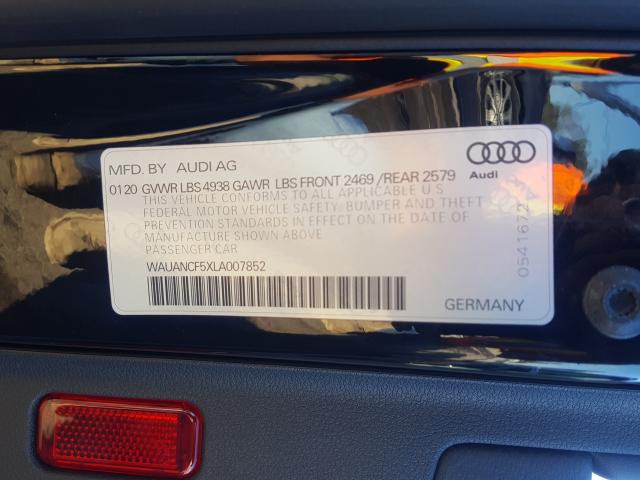 MFD. BY AUDI AG
0120 GVWR LBS 4938 GAWR LBS FRONT 2469 /REAR 2579
THIS VEHICLE CONFORMS TO ALL APPLICABLE U S
FEDERAL MOTOR VEHICLE SAFETY, BUMPER AND THEFT
PREVENTION STANDARDS IN EFFECT ON THE DATE OF
MANUFACTURE SHOWN ABOVE
PASSENGER CAR
WAUANCF5XLA007852
Audi
0541672
GERMANY